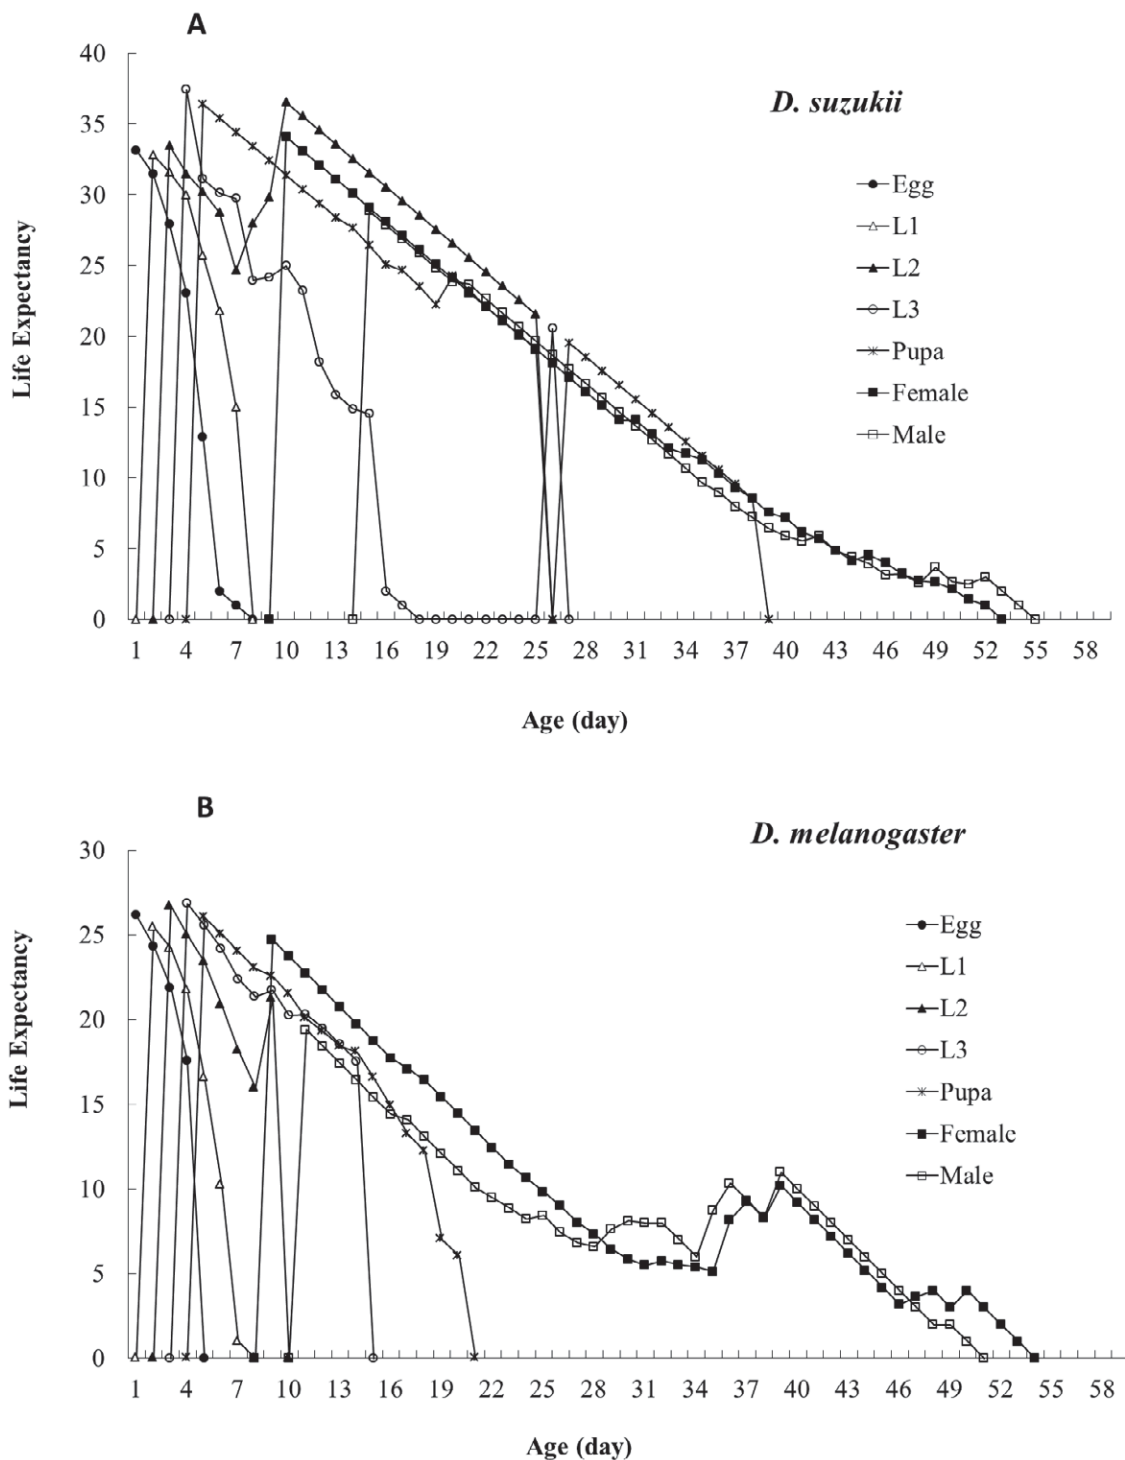 A
D. suzukii
Life Expectancy
40
35
30
25
20
15
10
5
0
Egg
L1
L2
L3
Pupa
Female
Male
1 4 7 10 13 16 19 22 25 28 31 34 37 40 43 46 49 52 55 58
Age (day)
B
D. melanogaster
Life Expectancy
30
25
20
15
10
5
0
Egg
L1
L2
L3
Pupa
Female
Male
1 4 7 10 13 16 19 22 25 28 31 34 37 40 43 46 49 52 55 58
Age (day)